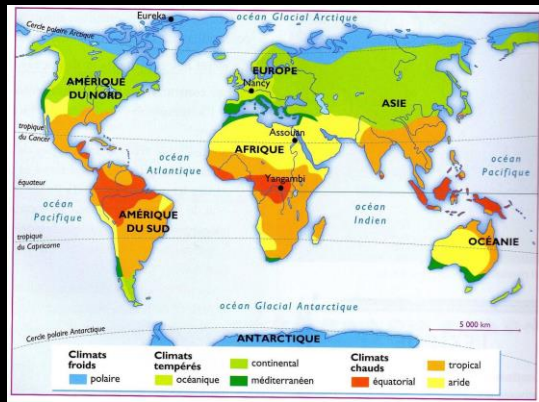 Eureka
océan Glacial Arctique
Cercle polaire Arctique
EUROPE
Nancy
AMÉRIQUE
DU NORD
ASIE
tropique
du Cancer
Assouan
océan
Atlantique
AFRIQUE
océan
Pacifique
équateur
Yangambi
océan
Pacifique
AMÉRIQUE
DU SUD
océan
Indien
tropique
du Capricorne
OCÉANIE
océan Glacial Antarctique
5 000 km
Cercle polaire Antarctique
ANTARCTIQUE
Climats
froids
polaire
Climats
tempérés
océanique
continental
méditerranéen
Climats
chauds
équatorial
tropical
aride